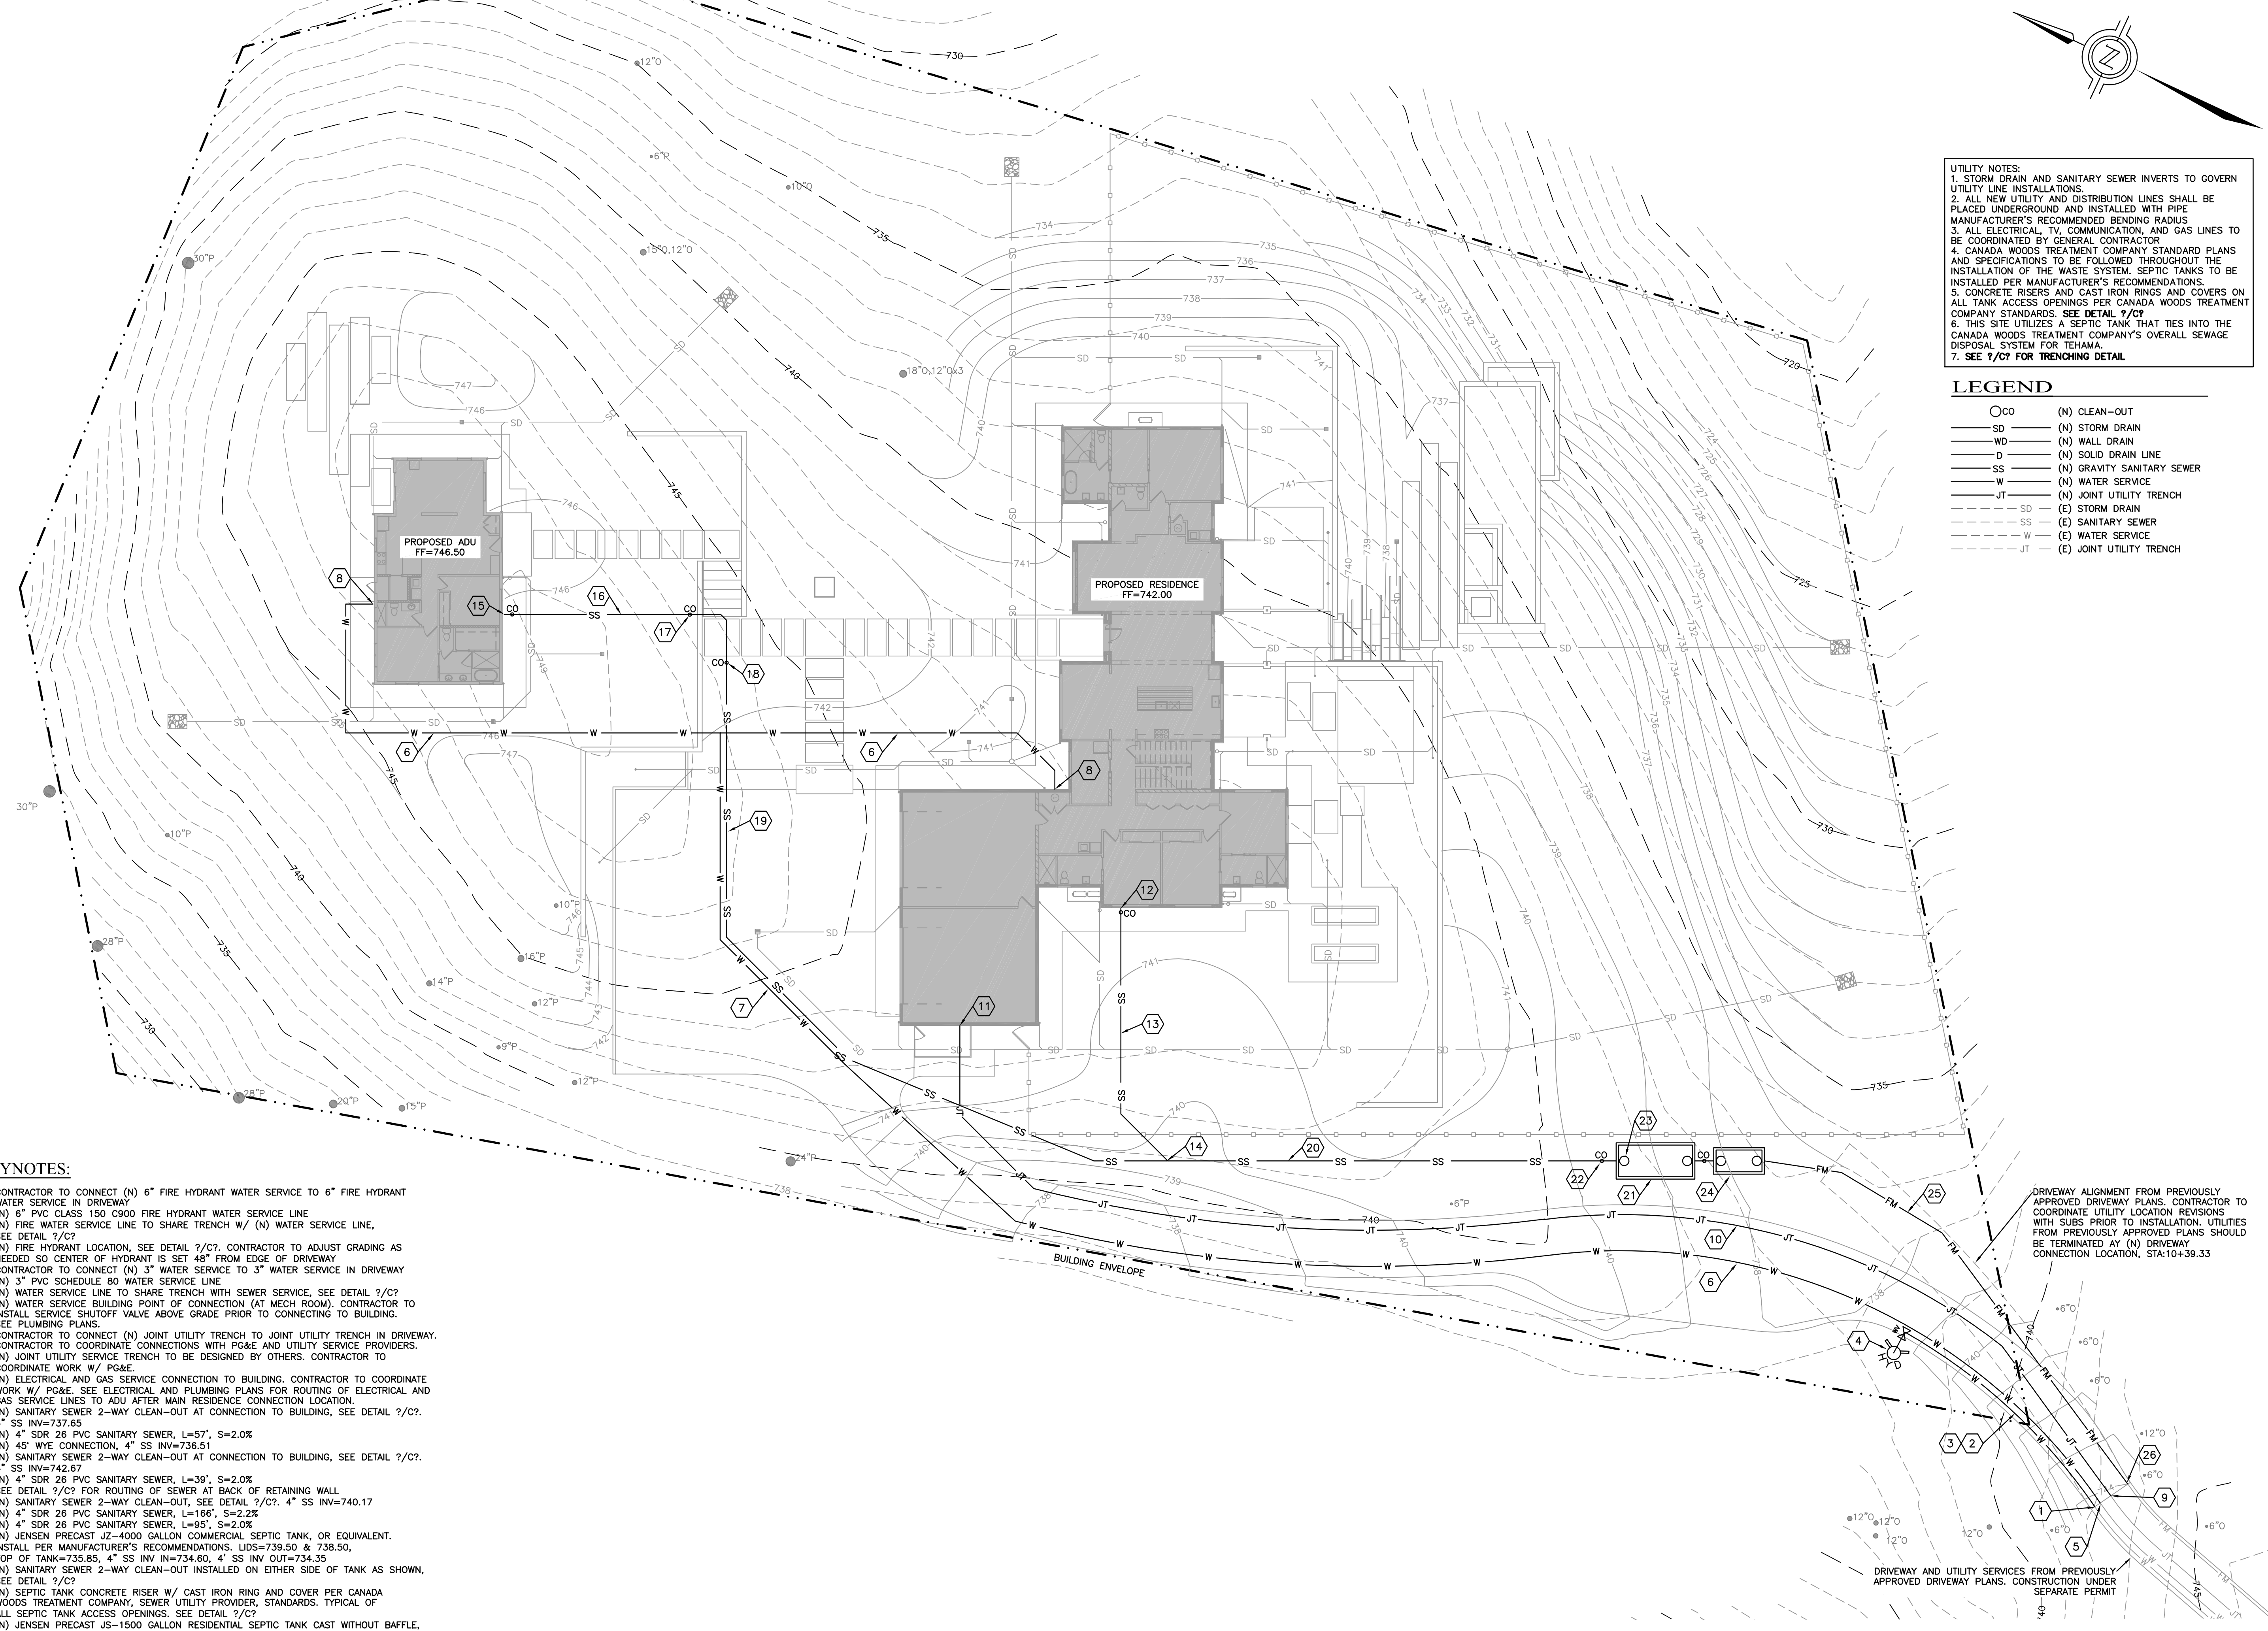 UTILITY NOTES:
1. STORM DRAIN AND SANITARY SEWER INVERTS TO GOVERN
UTILITY LINE INSTALLATIONS.
2. ALL NEW UTILITY AND DISTRIBUTION LINES SHALL BE
PLACED UNDERGROUND AND INSTALLED WITH PIPE
MANUFACTURER'S RECOMMENDED BENDING RADIUS
3. ALL ELECTRICAL, TV, COMMUNICATION, AND GAS LINES TO
BE COORDINATED BY GENERAL CONTRACTOR
4. CANADA WOODS TREATMENT COMPANY STANDARD PLANS
AND SPECIFICATIONS TO BE FOLLOWED THROUGHOUT THE
INSTALLATION OF THE WASTE SYSTEM. SEPTIC TANKS TO BE
INSTALLED PER MANUFACTURER'S RECOMMENDATIONS.
5. CONCRETE RISERS AND CAST IRON RINGS AND COVERS ON
ALL TANK ACCESS OPENINGS PER CANADA WOODS TREATMENT
COMPANY STANDARDS. SEE DETAIL ?/C?
6. THIS SITE UTILIZES A SEPTIC TANK THAT TIES INTO THE
CANADA WOODS TREATMENT COMPANY'S OVERALL SEWAGE
DISPOSAL SYSTEM FOR TEHAMA.
7. SEE ?/C? FOR TRENCHING DETAIL
LEGEND
CO (N) CLEAN-OUT
SD (N) STORM DRAIN
WD (N) WALL DRAIN
D (N) SOLID DRAIN LINE
SS (N) GRAVITY SANITARY SEWER
W (N) WATER SERVICE
JT (N) JOINT UTILITY TRENCH
SD (E) STORM DRAIN
SS (E) SANITARY SEWER
W (E) WATER SERVICE
JT (E) JOINT UTILITY TRENCH
PROPOSED ADU
FF=746.50
PROPOSED RESIDENCE
FF=742.00
BUILDING ENVELOPE
DRIVEWAY ALIGNMENT FROM PREVIOUSLY
APPROVED DRIVEWAY PLANS. CONTRACTOR TO
COORDINATE UTILITY LOCATION REVISIONS
WITH SUBS PRIOR TO INSTALLATION. UTILITIES
FROM PREVIOUSLY APPROVED PLANS SHOULD
BE TERMINATED AY (N) DRIVEWAY
CONNECTION LOCATION, STA:10+39.33
DRIVEWAY AND UTILITY SERVICES FROM PREVIOUSLY
APPROVED DRIVEWAY PLANS. CONSTRUCTION UNDER
SEPARATE PERMIT
HYD
YNOTES:
ONTRACTOR TO CONNECT (N) 6" FIRE HYDRANT WATER SERVICE TO 6" FIRE HYDRANT
WATER SERVICE IN DRIVEWAY
N) 6" PVC CLASS 150 C900 FIRE HYDRANT WATER SERVICE LINE
N) FIRE WATER SERVICE LINE TO SHARE TRENCH W/ (N) WATER SERVICE LINE,
SEE DETAIL ?/C?
N) FIRE HYDRANT LOCATION, SEE DETAIL ?/C?. CONTRACTOR TO ADJUST GRADING AS
NEEDED SO CENTER OF HYDRANT IS SET 48" FROM EDGE OF DRIVEWAY
CONTRACTOR TO CONNECT (N) 3" WATER SERVICE TO 3" WATER SERVICE IN DRIVEWAY
N) 3" PVC SCHEDULE 80 WATER SERVICE LINE
N) WATER SERVICE LINE TO SHARE TRENCH WITH SEWER SERVICE, SEE DETAIL ?/C?
N) WATER SERVICE BUILDING POINT OF CONNECTION (AT MECH ROOM). CONTRACTOR TO
NSTALL SERVICE SHUTOFF VALVE ABOVE GRADE PRIOR TO CONNECTING TO BUILDING.
SEE PLUMBING PLANS.
CONTRACTOR TO CONNECT (N) JOINT UTILITY TRENCH TO JOINT UTILITY TRENCH IN DRIVEWAY.
CONTRACTOR TO COORDINATE CONNECTIONS WITH PG&E AND UTILITY SERVICE PROVIDERS.
N) JOINT UTILITY SERVICE TRENCH TO BE DESIGNED BY OTHERS. CONTRACTOR TO
COORDINATE WORK W/ PG&E.
N) ELECTRICAL AND GAS SERVICE CONNECTION TO BUILDING. CONTRACTOR TO COORDINATE
WORK W/ PG&E. SEE ELECTRICAL AND PLUMBING PLANS FOR ROUTING OF ELECTRICAL AND
GAS SERVICE LINES TO ADU AFTER MAIN RESIDENCE CONNECTION LOCATION.
N) SANITARY SEWER 2-WAY CLEAN-OUT AT CONNECTION TO BUILDING, SEE DETAIL ?/C?.
" SS INV=737.65
N) 4" SDR 26 PVC SANITARY SEWER, L=57', S=2.0%
N) 45° WYE CONNECTION, 4" SS INV=736.51
N) SANITARY SEWER 2-WAY CLEAN-OUT AT CONNECTION TO BUILDING, SEE DETAIL ?/C?.
" SS INV=742.67
N) 4" SDR 26 PVC SANITARY SEWER, L=39', S=2.0%
SEE DETAIL ?/C? FOR ROUTING OF SEWER AT BACK OF RETAINING WALL
N) SANITARY SEWER 2-WAY CLEAN-OUT, SEE DETAIL ?/C?. 4" SS INV=740.17
N) 4" SDR 26 PVC SANITARY SEWER, L=166', S=2.2%
N) 4" SDR 26 PVC SANITARY SEWER, L=95', S=2.0%
N) JENSEN PRECAST JZ-4000 GALLON COMMERCIAL SEPTIC TANK, OR EQUIVALENT.
NSTALL PER MANUFACTURER'S RECOMMENDATIONS. LIDS=739.50 & 738.50,
TOP OF TANK=735.85, 4" SS INV IN=734.60, 4' SS INV OUT=734.35
N) SANITARY SEWER 2-WAY CLEAN-OUT INSTALLED ON EITHER SIDE OF TANK AS SHOWN,
SEE DETAIL ?/C?
N) SEPTIC TANK CONCRETE RISER W/ CAST IRON RING AND COVER PER CANADA
WOODS TREATMENT COMPANY, SEWER UTILITY PROVIDER, STANDARDS. TYPICAL OF
ALL SEPTIC TANK ACCESS OPENINGS. SEE DETAIL ?/C?
N) JENSEN PRECAST JS-1500 GALLON RESIDENTIAL SEPTIC TANK CAST WITHOUT BAFFLE,